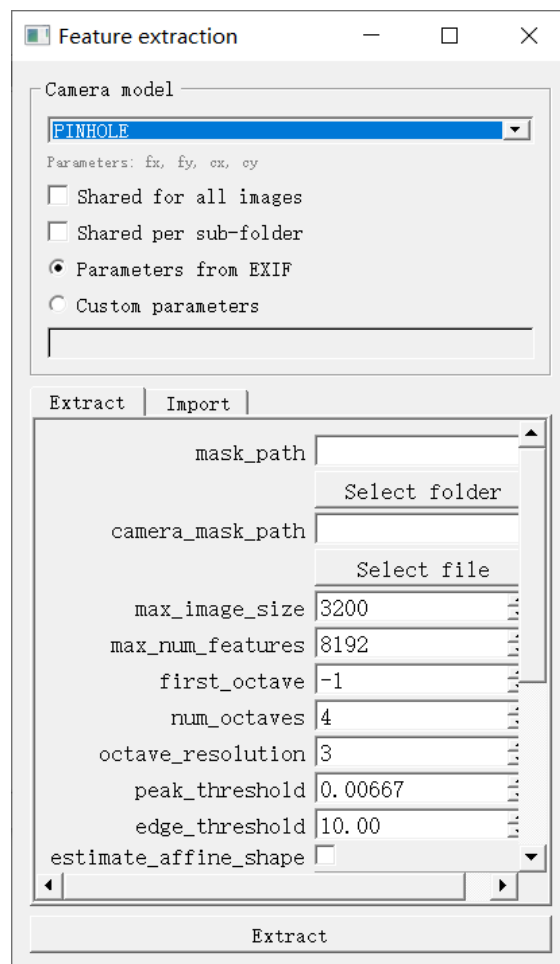 Feature extraction
Camera model
PINHOLE
Parameters: fx, fy, cx, cy
Shared for all images
Shared per sub-folder
Parameters from EXIF
Custom parameters
Extract
Import
mask_path
Select folder
camera_mask_path
Select file
max_image_size 3200
max_num_features 8192
first_octave -1
num_octaves 4
octave_resolution 3
peak_threshold 0.00667
edge_threshold 10.00
estimate_affine_shape
Extract